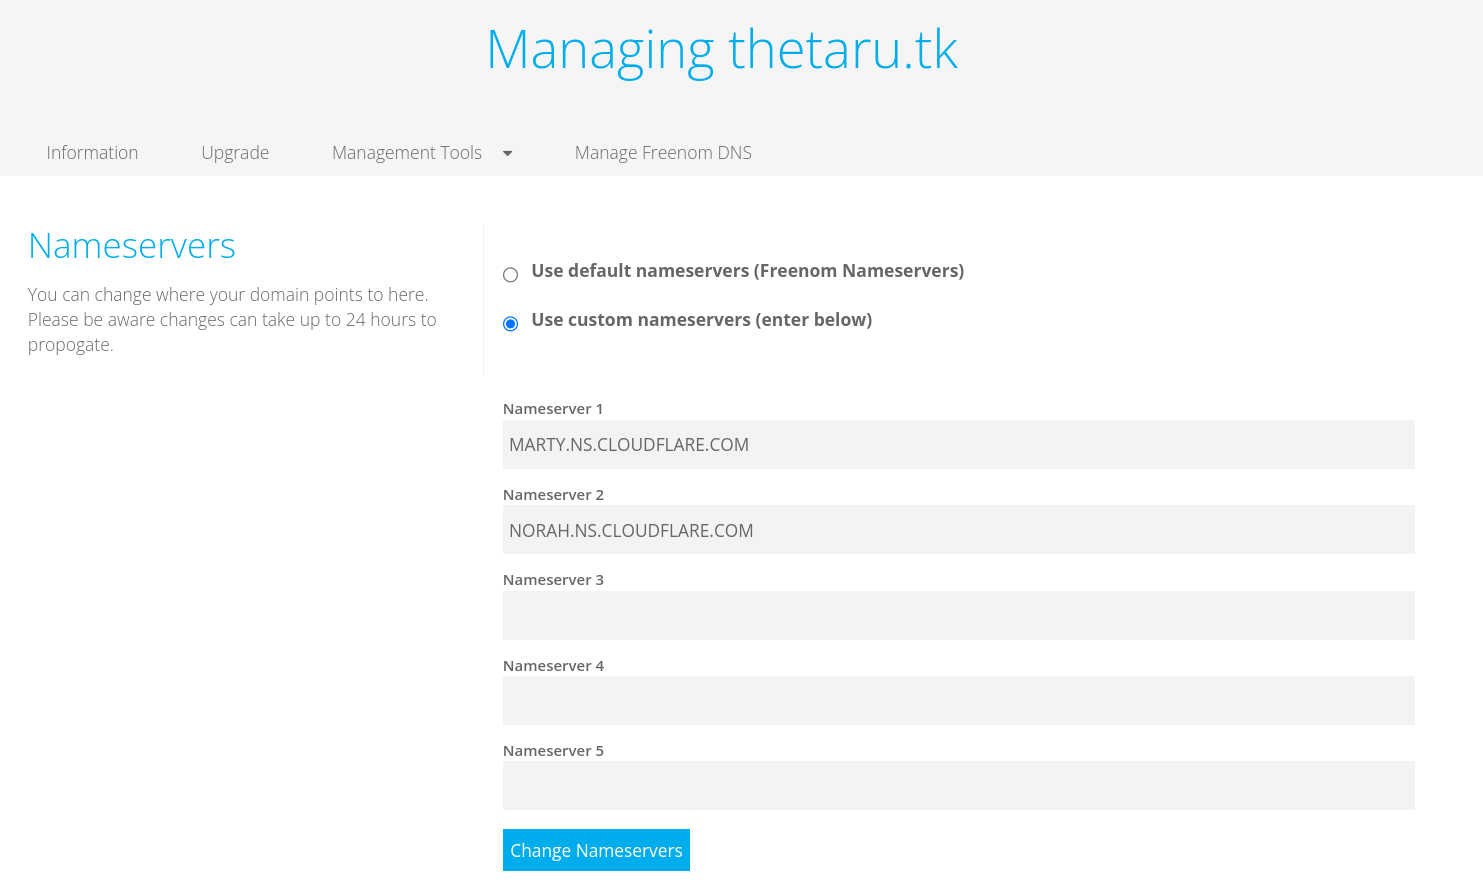 Managing thetaru.tk
Information
Upgrade
Management Tools
Manage Freenom DNS
Nameservers
You can change where your domain points to here.
Please be aware changes can take up to 24 hours to
propogate.
Use default nameservers (Freenom Nameservers)
Use custom nameservers (enter below)
Nameserver 1
MARTY.NS.CLOUDFLARE.COM
Nameserver 2
NORAH.NS.CLOUDFLARE.COM
Nameserver 3
Nameserver 4
Nameserver 5
Change Nameservers